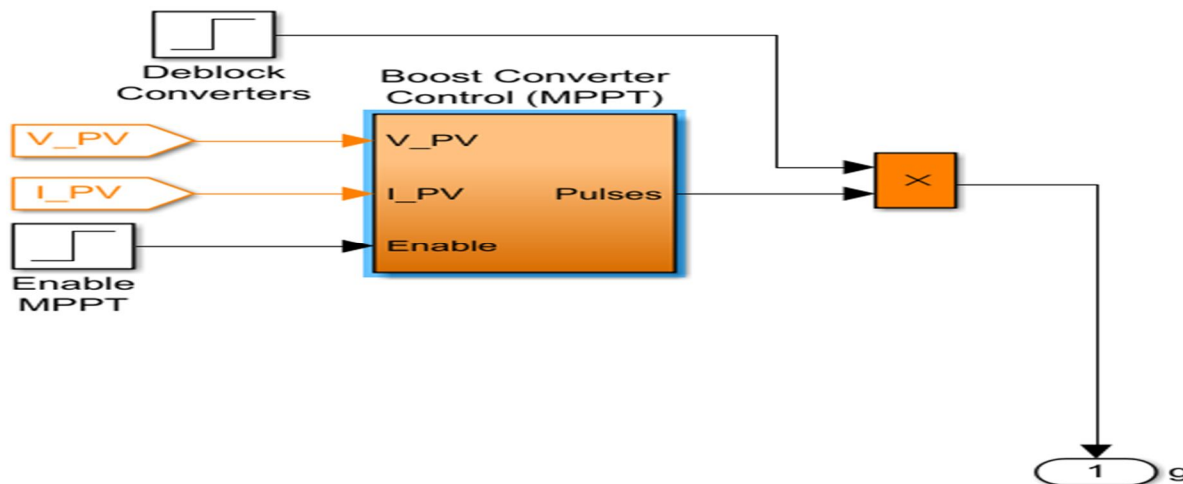 Deblock
Converters
Boost Converter
Control (MPPT)
V_PV
V_PV
I_PV
I_PV
Pulses
×
Enable
Enable
MPPT
1
g